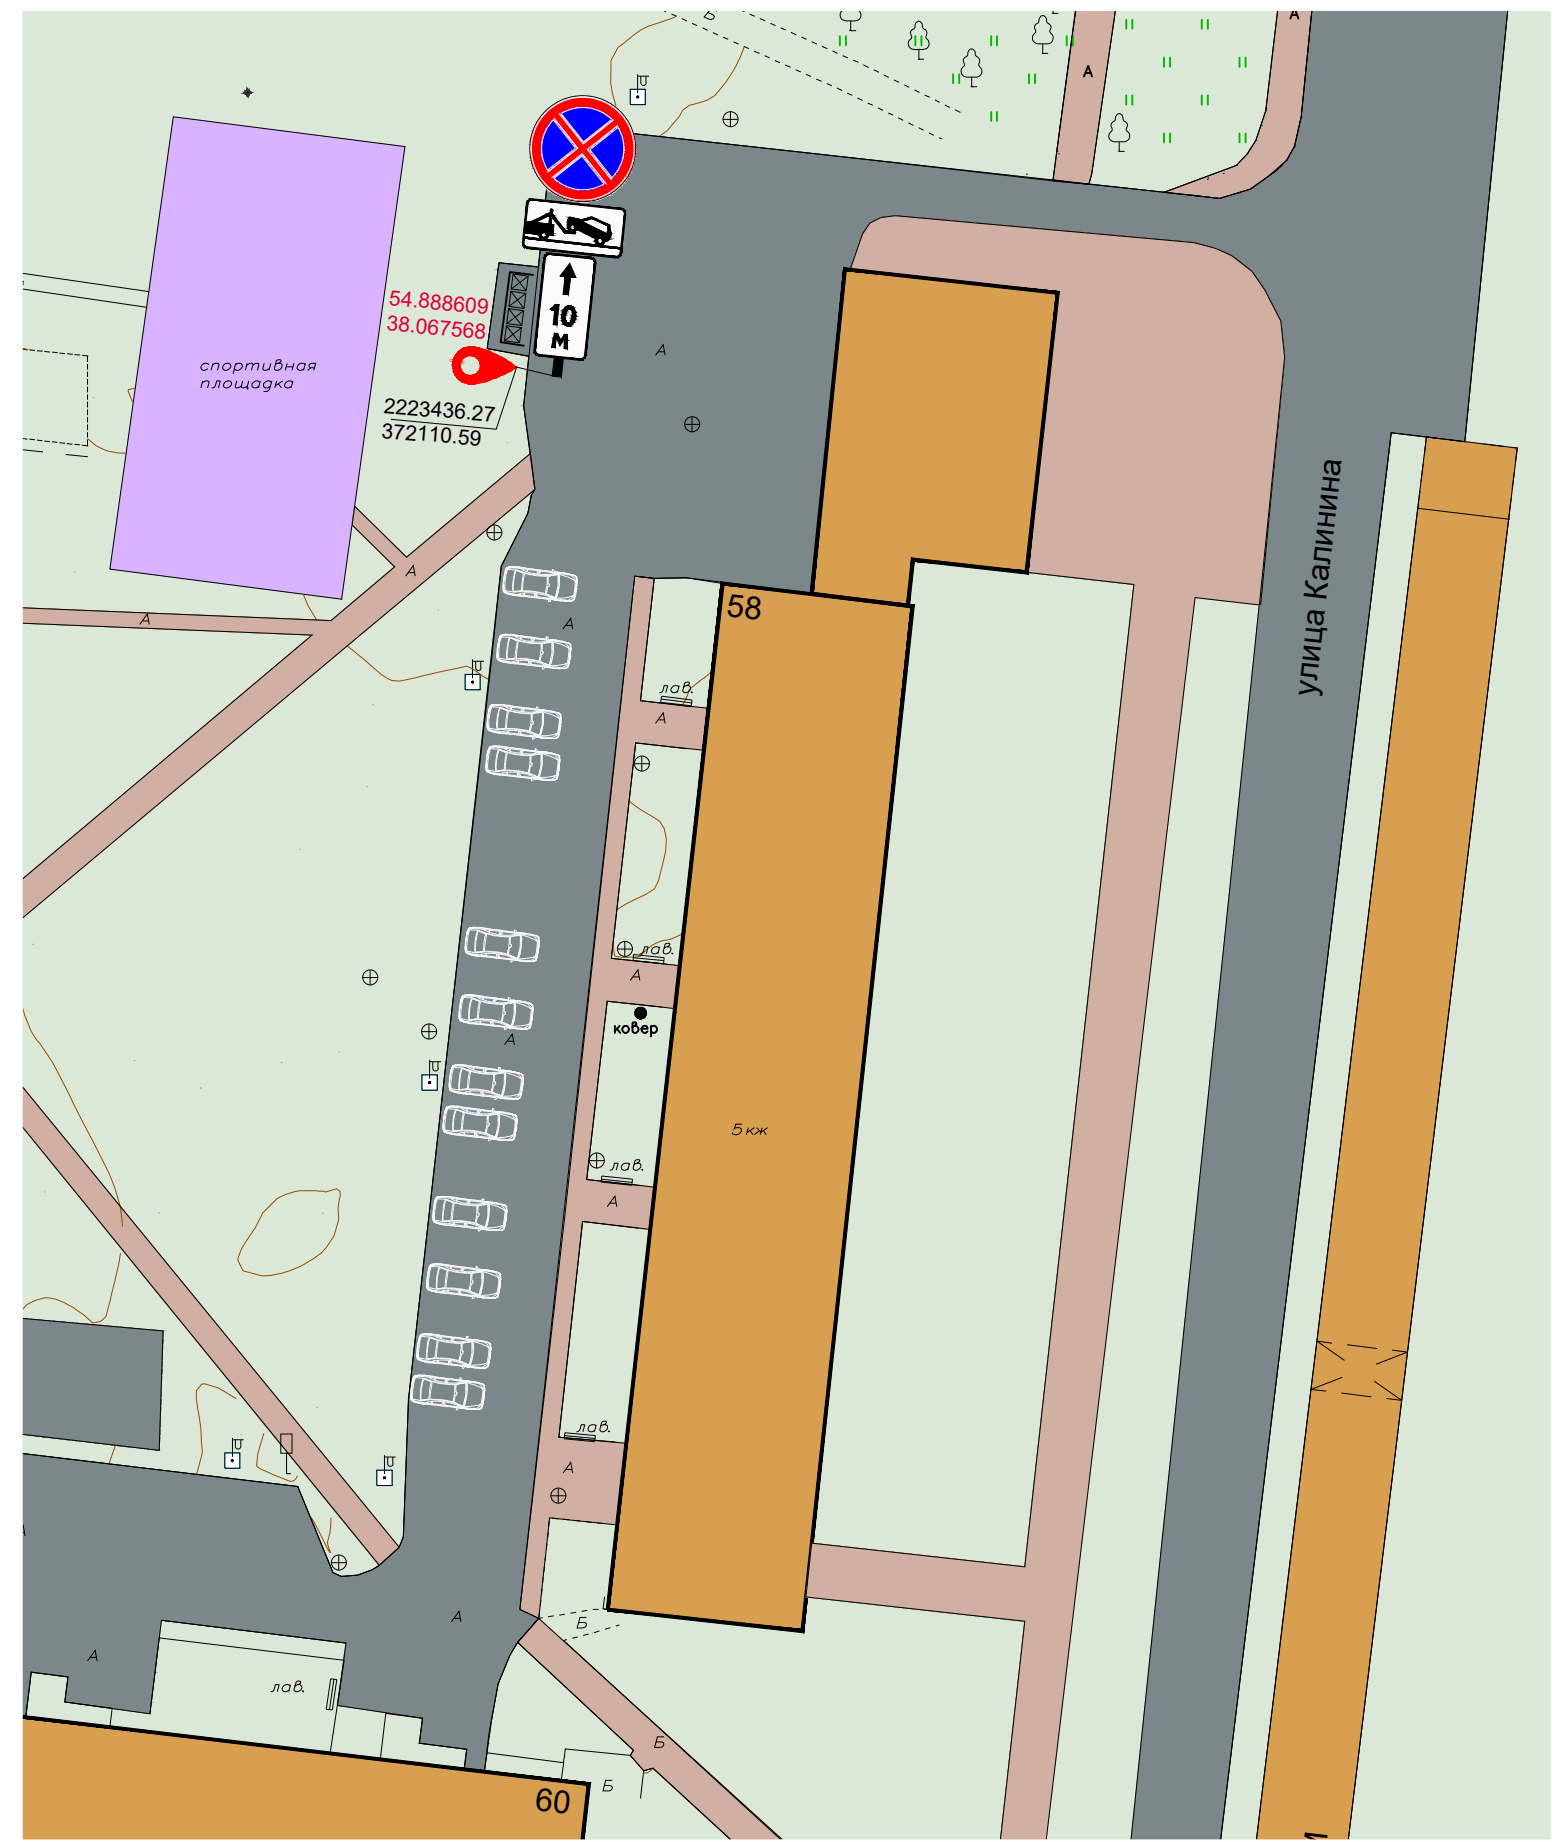 Б
А
А
10
м
54.888609
38.067568
А
спортивная
площадка
2223436.27
372110.59
улица Калинина
А
А
А
58
лав.
А
лав.
А
ковер
А
5кж
лав.
А
лав.
А
А
А
Б
А
лав.
Б
Б
60